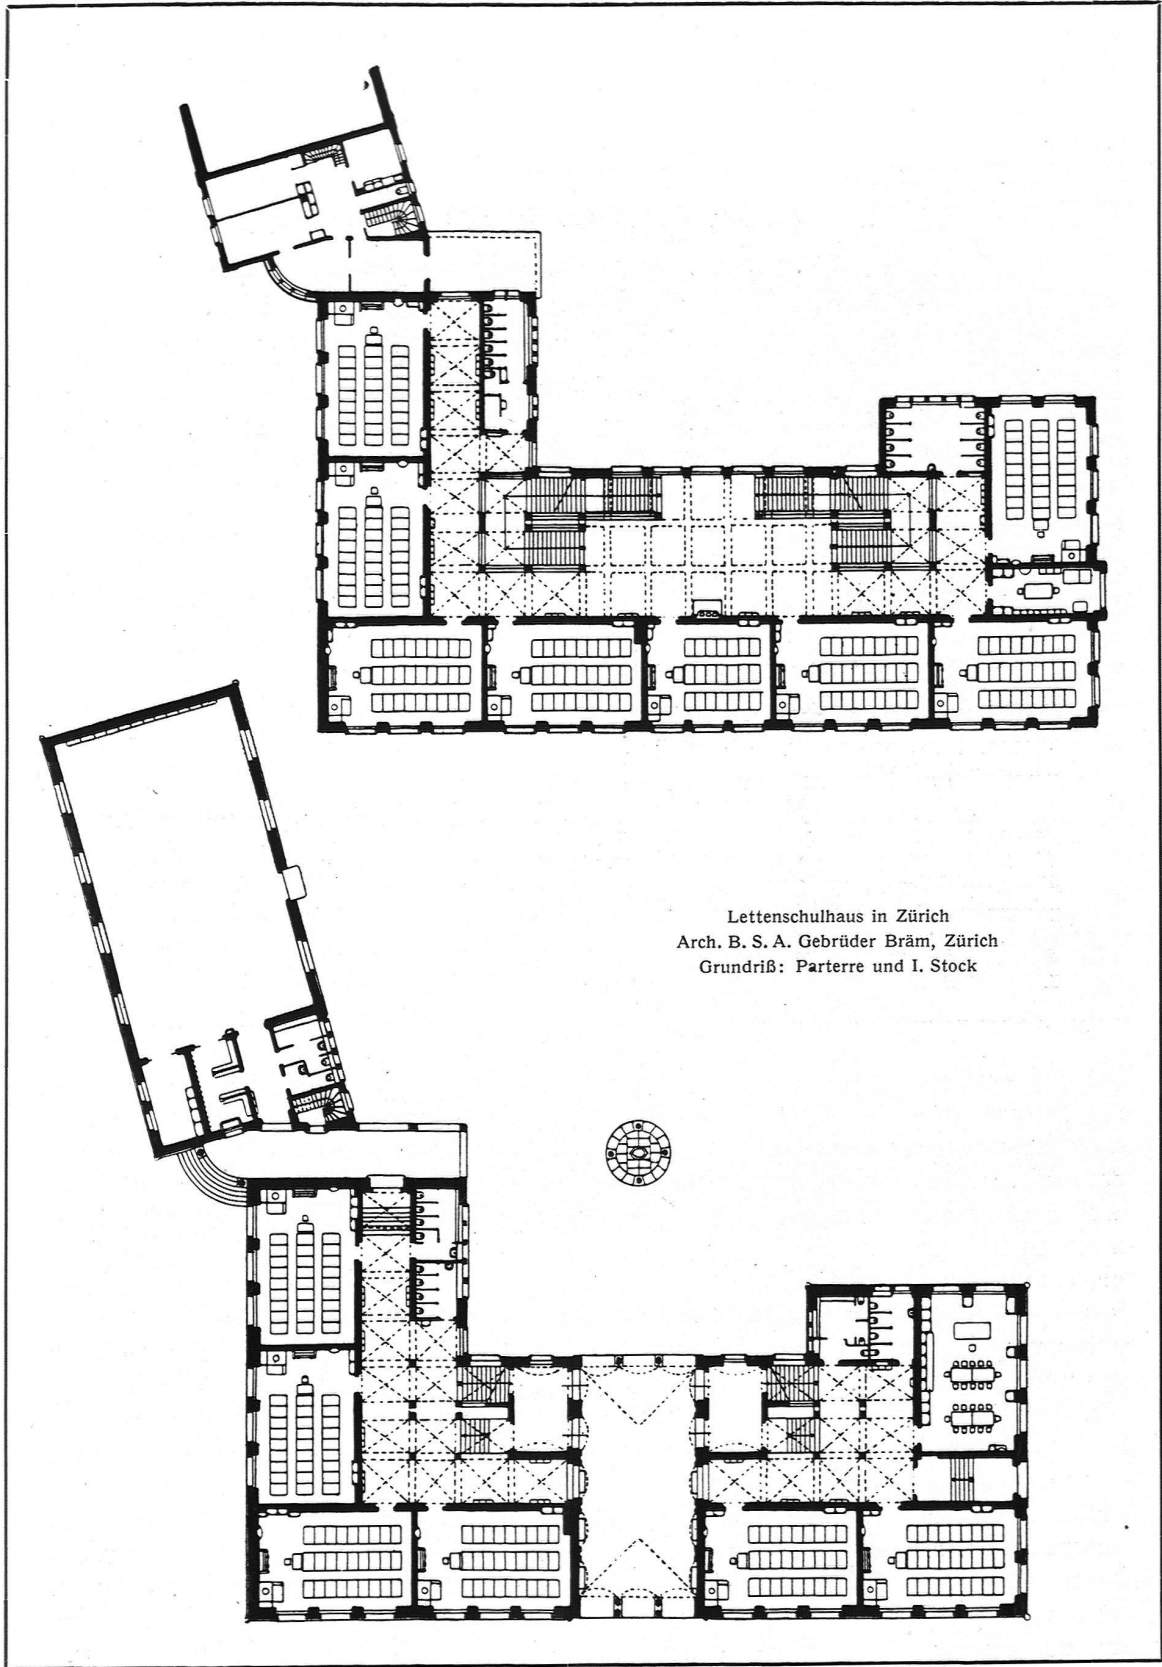 Lettenschulhaus in Zürich
Arch. B. S. A. Gebrüder Bräm, Zürich
Grundriß: Parterre und I. Stock